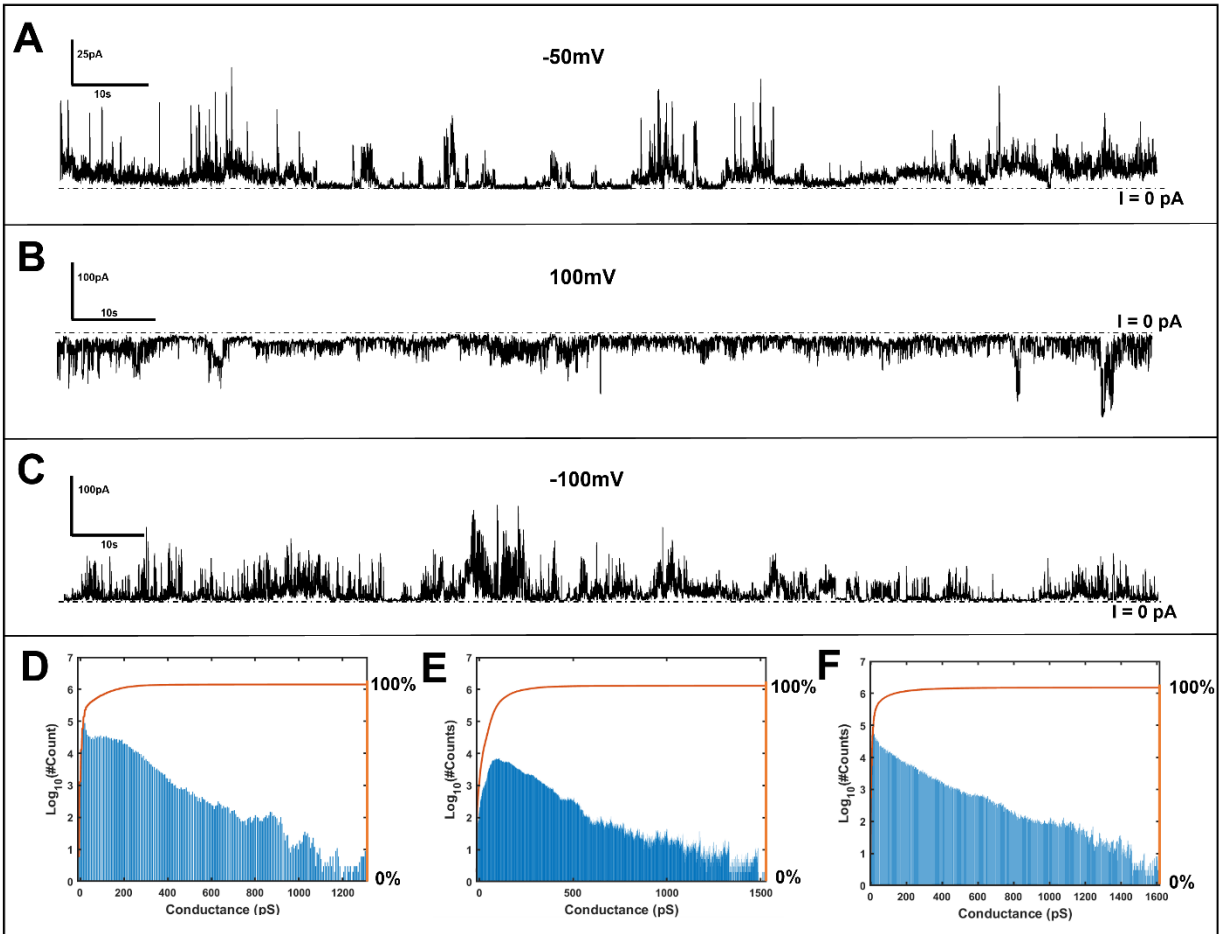 A
25pA
10s
-50mV
I = 0 pA
B
100pA
10s
100mV
I = 0 pA
C
100pA
10s
-100mV
I = 0 pA
D
7
6
5
4
3
2
1
0
Log10(#Count)
0 200 400 600 800 1000 1200
Conductance (pS)
100%
0%
E
7
6
5
4
3
2
1
0
Log10(#Counts)
0 500 1000 1500
Conductance (pS)
100%
0%
F
7
6
5
4
3
2
1
0
Log10(#Counts)
0 200 400 600 800 1000 1200 1400 1600
Conductance (pS)
100%
0%